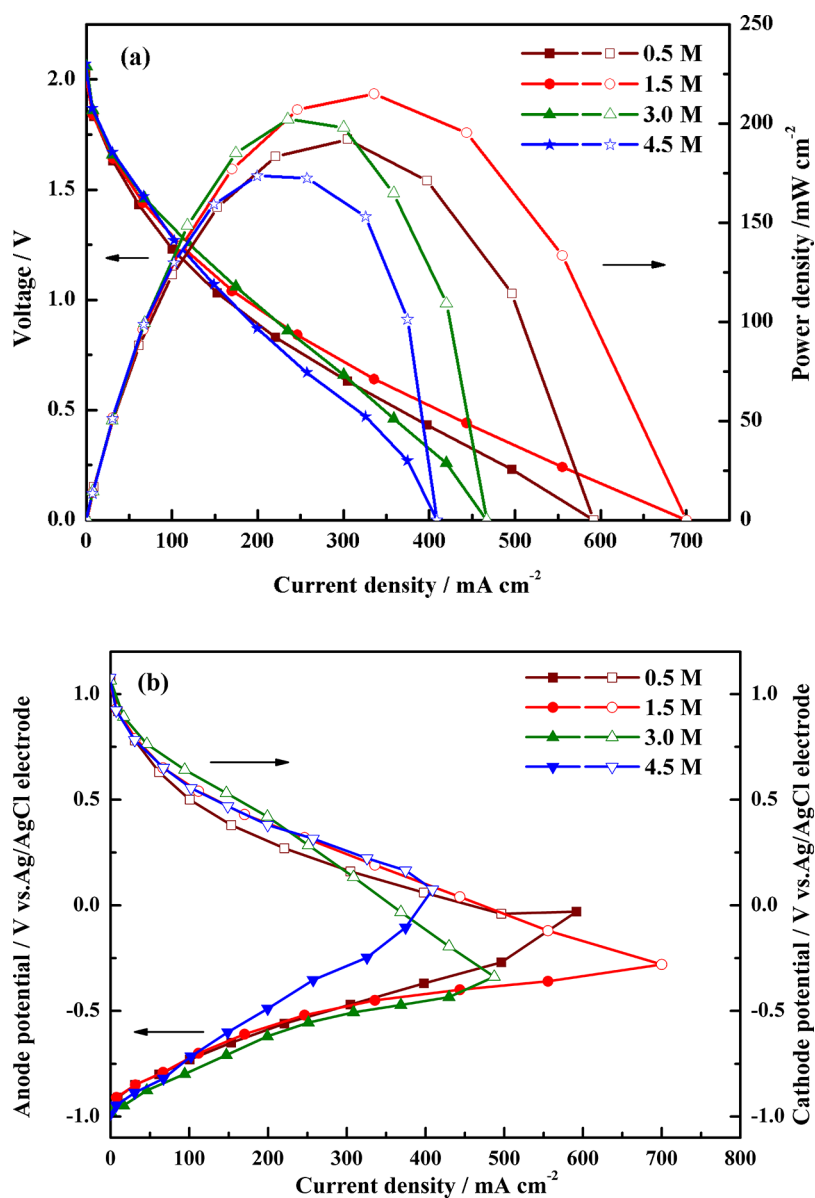 (a)
0.5 M
1.5 M
3.0 M
4.5 M
2.0
1.5
1.0
0.5
0.0
Voltage / V
250
200
150
100
50
0
Power density /mW cm-2
0 100 200 300 400 500 600 700
Current density / mA cm-2
(b)
0.5 M
1.5 M
3.0 M
4.5 M
1.0
0.5
0.0
-0.5
-1.0
Anode potential / V vs.Ag/AgCl electrode
1.0
0.5
0.0
-0.5
-1.0
Cathode potential / V vs.Ag/AgCl electrode
0 100 200 300 400 500 600 700 800
Current density / mA cm-2